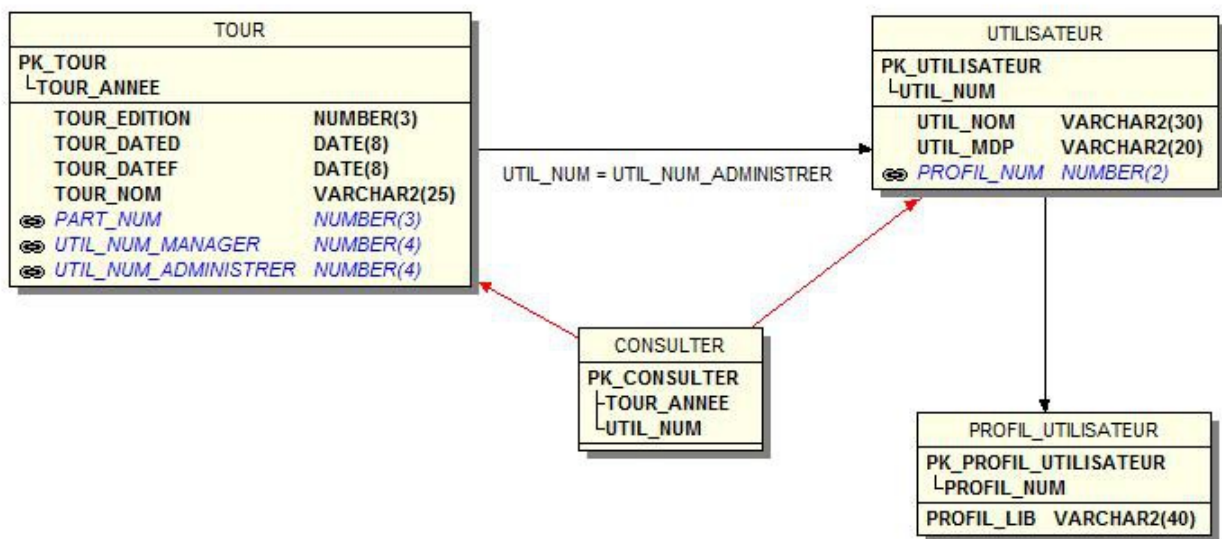 TOUR
PK_TOUR
TOUR_ANNEE
TOUR_EDITION NUMBER(3)
TOUR_DATED DATE(8)
TOUR_DATEF DATE(8)
TOUR_NOM VARCHAR2(25)
PART_NUM NUMBER(3)
UTIL_NUM_MANAGER NUMBER(4)
UTIL_NUM_ADMINISTRER NUMBER(4)
UTIL_NUM = UTIL_NUM_ADMINISTRER
UTILISATEUR
PK_UTILISATEUR
UTIL_NUM
UTIL_NOM VARCHAR2(30)
UTIL_MDP VARCHAR2(20)
PROFIL_NUM NUMBER(2)
CONSULTER
PK_CONSULTER
TOUR_ANNEE
UTIL_NUM
PROFIL_UTILISATEUR
PK_PROFIL_UTILISATEUR
PROFIL_NUM
PROFIL_LIB VARCHAR2(40)